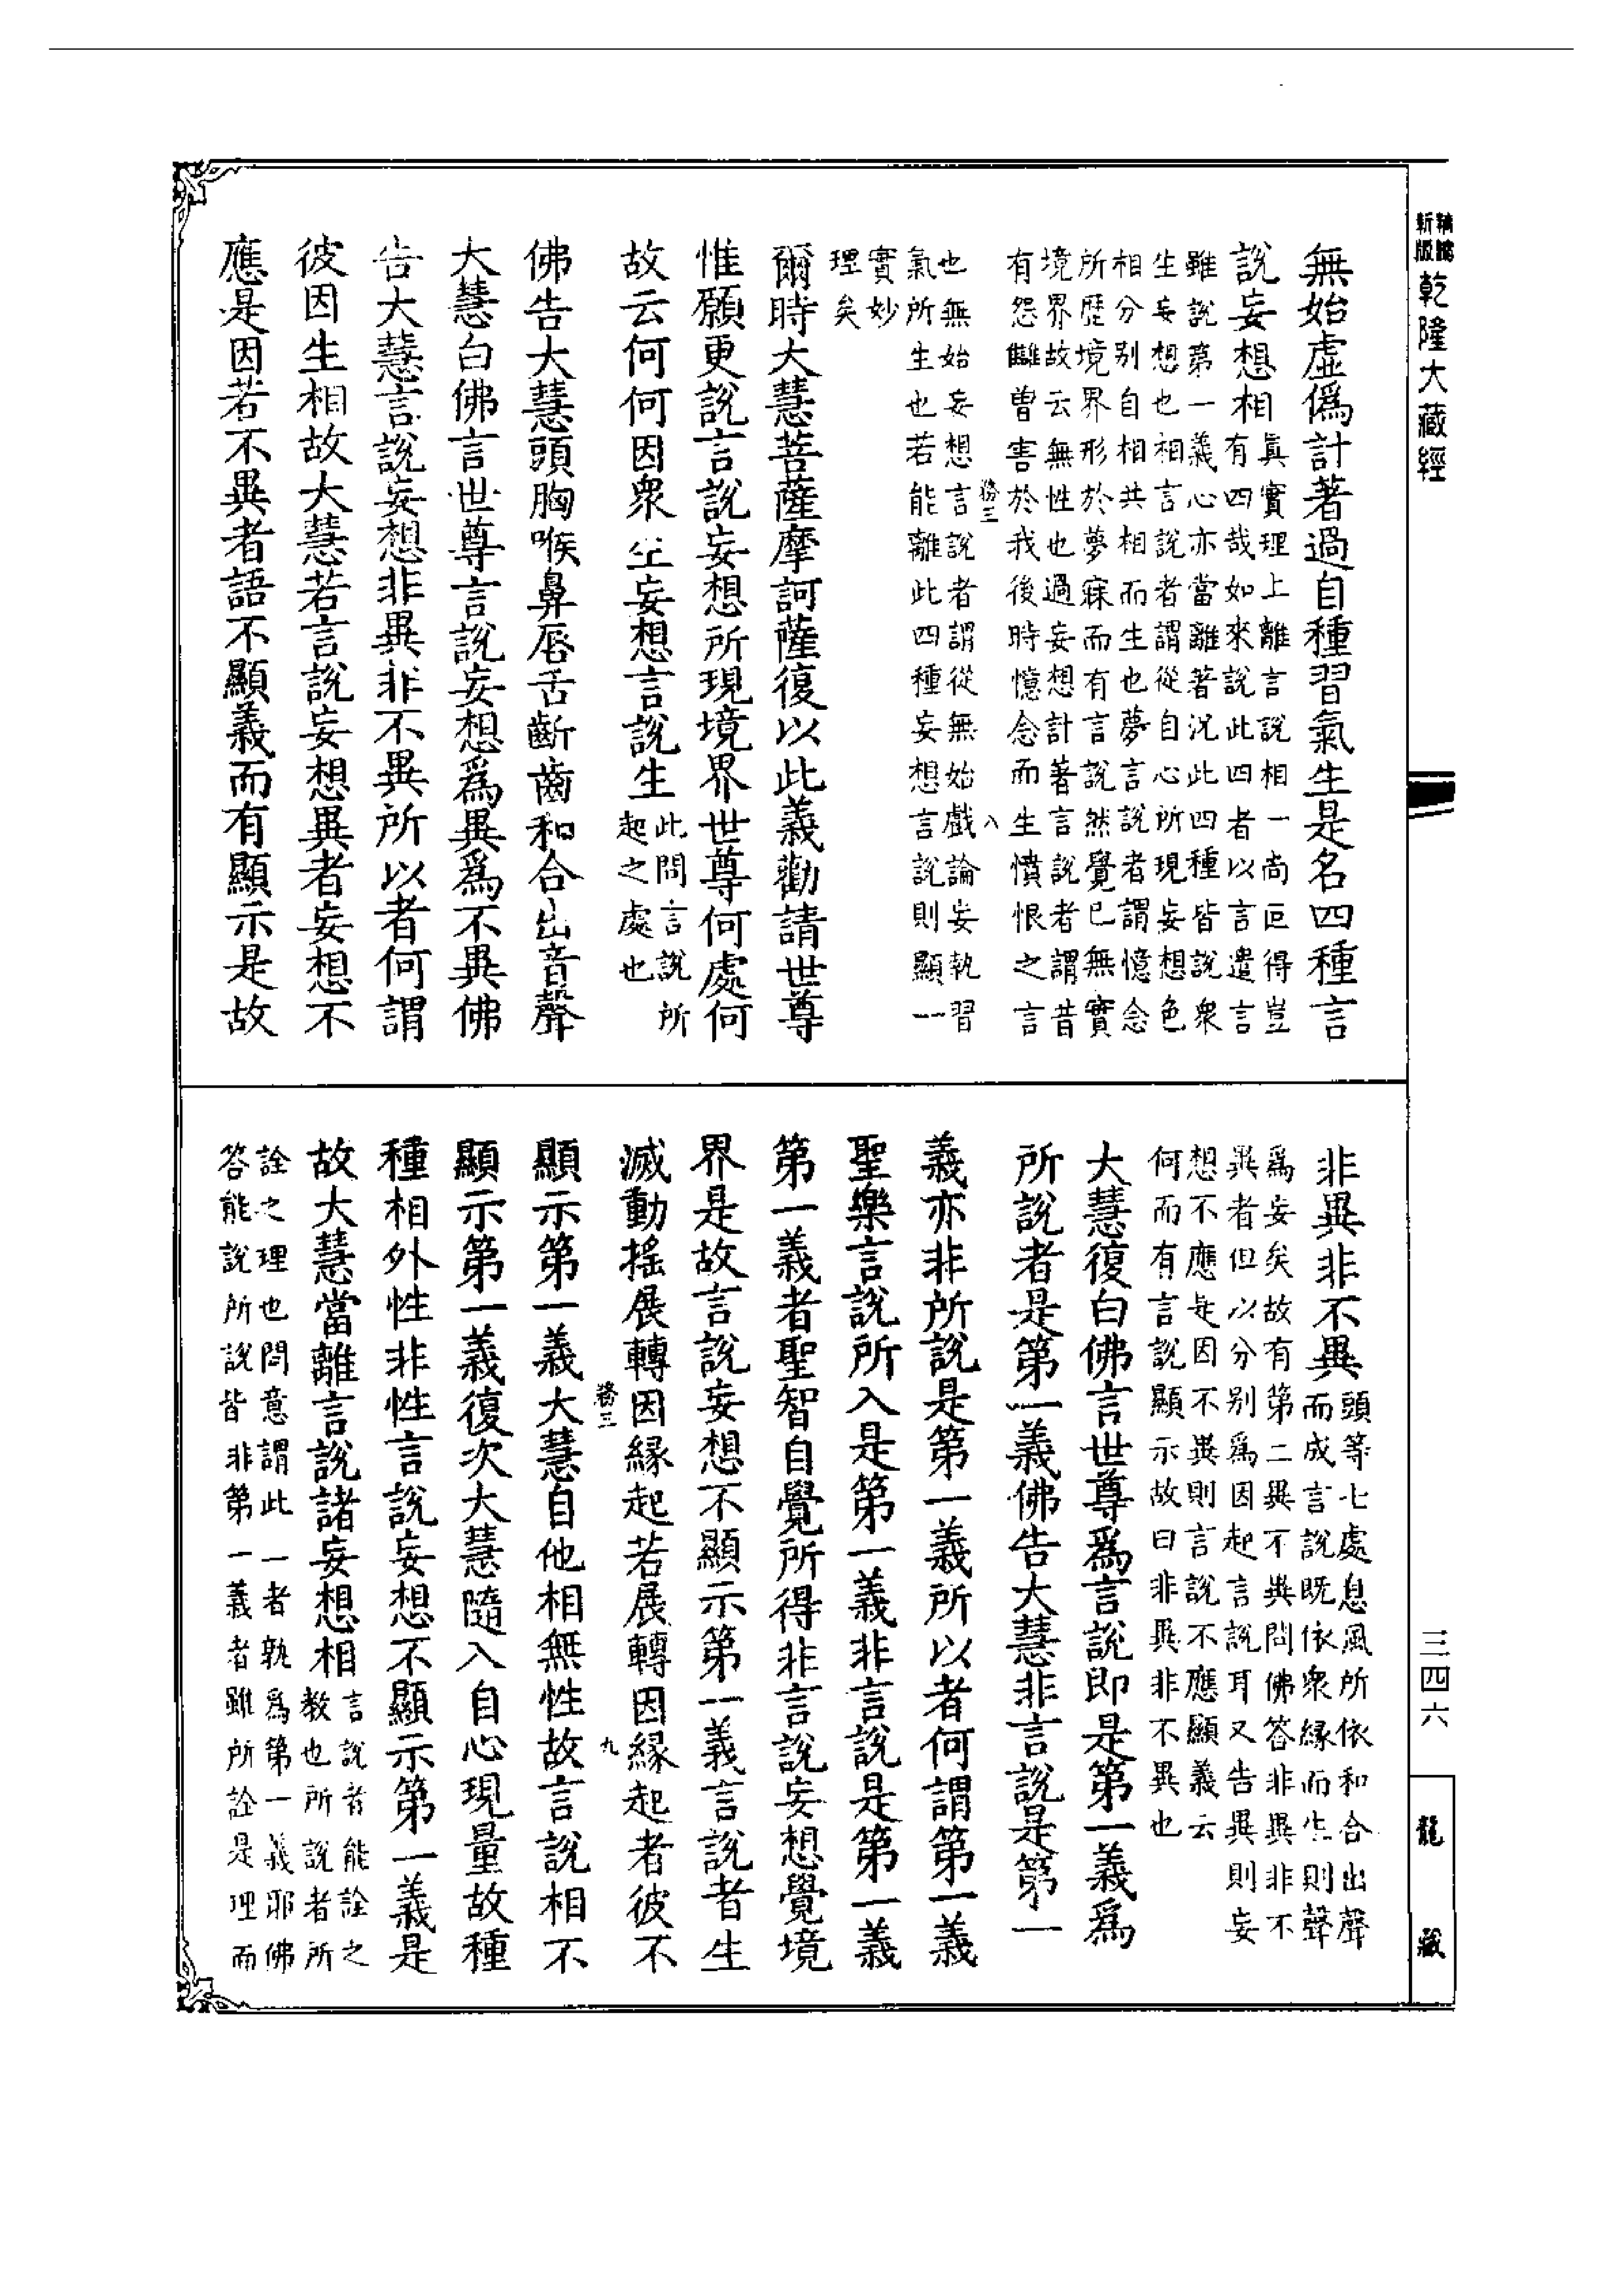 無始虛偽計著過自種習氣生是名四種言
說妄想相
眞實理上離言說相一尚叵得豈
有四哉如來說此四者以言遣言
雖說第一義心亦當離著況此四種皆說衆
生妄想也相言說者謂從自心所現妄想色
相分別自相共相而生也夢言說者謂憶念
所歷境界形於夢寐而有言說然覺已無實
境界故云無性也過妄想計著言說者謂昔
有怨讎曾害於我後時憶念而生憤恨之言
也無始妄想言說者謂從無始戲論妄執習
氣所生也若能離此四種妄想言說則顯一
實妙
理矣
爾時大慧菩薩摩訶薩復以此義勸請世尊
惟願更說言說妄想所現境界世尊何處何
故云何何因衆生妄想言說生
此問言說所
起之處也
佛告大慧頭胸喉鼻唇舌齗齒和合出音聲
大慧白佛言世尊言說妄想爲異爲不異佛
告大慧言說妄想非異非不異所以者何謂
彼因生相故大慧若言說妄想異者妄想不
應是因若不異者語不顯義而有顯示是故
非異非不異
頭等七處息風所依和合出聲
而成言說既依衆緣而生則聲
爲妄矣故有第二異不異問佛答非異非不
異者但以分別爲因起言說耳又告異則妄
想不應是因不異則言說不應顯義云
何而有言說顯示故曰非異非不異也
大慧復白佛言世尊爲言說即是第一義爲
所說者是第一義佛告大慧非言說是第一
義亦非所說是第一義所以者何謂第一義
聖樂言說所入是第一義非言說是第一義
第一義者聖智自覺所得非言說妄想覺境
界是故言說妄想不顯示第一義言說者生
滅動搖展轉因緣起若展轉因緣起者彼不
顯示第一義大慧自他相無性故言說相不
顯示第一義復次大慧隨入自心現量故種
種相外性非性言說妄想不顯示第一義是
故大慧當離言說諸妄想相
言說者能詮之
教也所說者所
詮之理也問意謂此一者孰爲第一義耶佛
答能說所說皆非第一義者雖所詮是理而
精編
新版
乾隆大藏經
三四六
龍藏
務三
八
務三
九